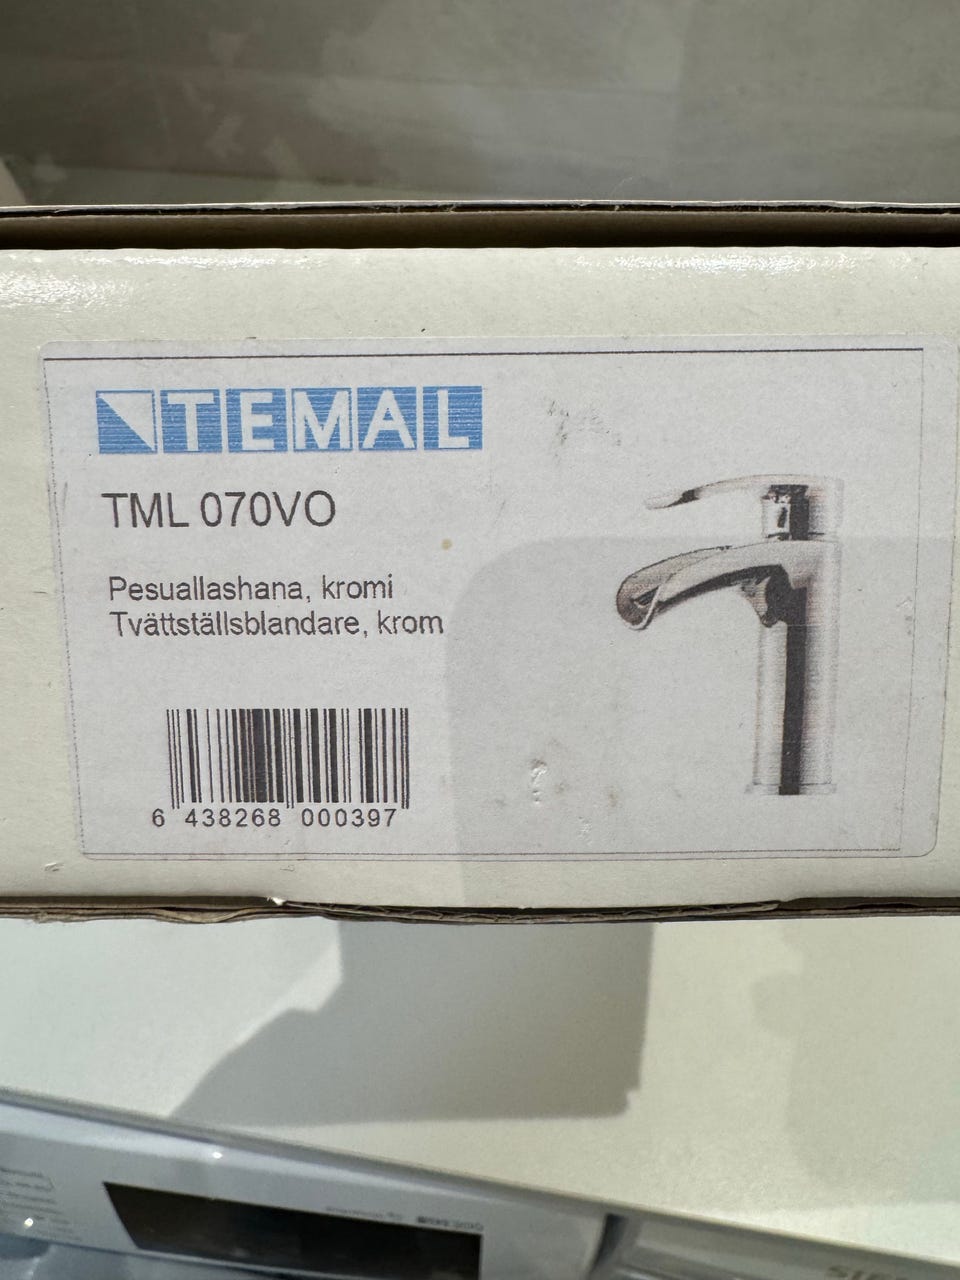 TEMAL
TML 070VO
Pesuallashana, kromi
Tvättställsblandare, krom
6 438268 000397